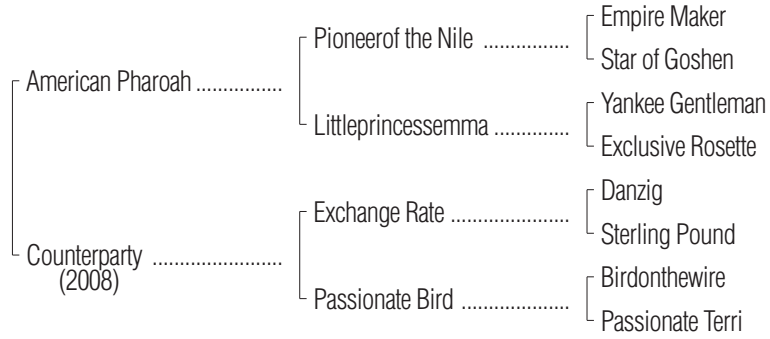 Empire Maker
Pioneerof the Nile ..................
Star of Goshen
American Pharoah ................
Yankee Gentleman
Littleprincessemma ................
Exclusive Rosette
Danzig
Exchange Rate .......................
Sterling Pound
Counterparty ........................
(2008)
Birdonthewire
Passionate Bird .....................
Passionate Terri